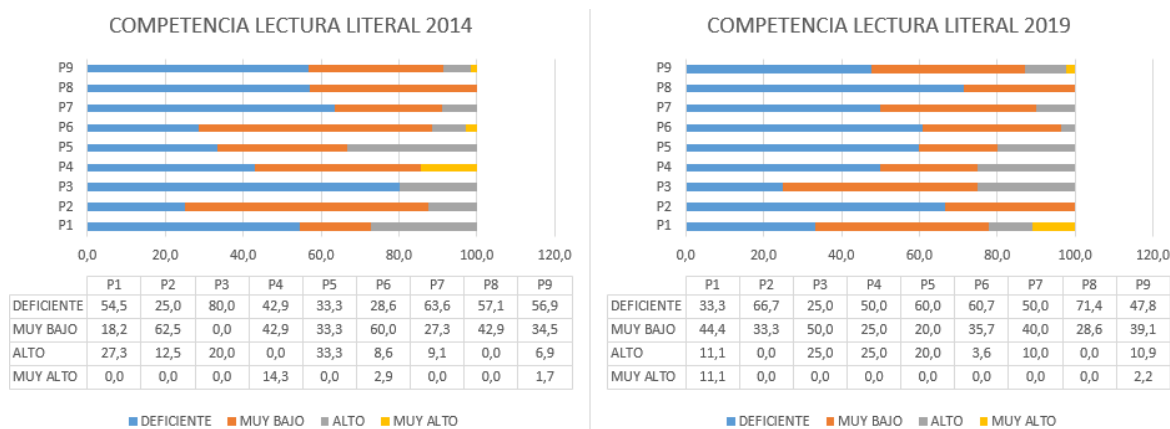 COMPETENCIA LECTURA LITERAL 2014
P9
P8
P7
P6
P5
P4
P3
P2
P1
0,0 20,0 40,0 60,0 80,0 100,0 120,0
P1 P2 P3 P4 P5 P6 P7 P8 P9
DEFICIENTE 54,5 25,0 80,0 42,9 33,3 28,6 63,6 57,1 56,9
MUY BAJO 18,2 62,5 0,0 42,9 33,3 60,0 27,3 42,9 34,5
ALTO 27,3 12,5 20,0 0,0 33,3 8,6 9,1 0,0 6,9
MUY ALTO 0,0 0,0 0,0 14,3 0,0 2,9 0,0 0,0 1,7
DEFICIENTE MUY BAJO ALTO MUY ALTO
COMPETENCIA LECTURA LITERAL 2019
P9
P8
P7
P6
P5
P4
P3
P2
P1
0,0 20,0 40,0 60,0 80,0 100,0 120,0
P1 P2 P3 P4 P5 P6 P7 P8 P9
DEFICIENTE 33,3 66,7 25,0 50,0 60,0 60,7 50,0 71,4 47,8
MUY BAJO 44,4 33,3 50,0 25,0 20,0 35,7 40,0 28,6 39,1
ALTO 11,1 0,0 25,0 25,0 20,0 3,6 10,0 0,0 10,9
MUY ALTO 11,1 0,0 0,0 0,0 0,0 0,0 0,0 0,0 2,2
DEFICIENTE MUY BAJO ALTO MUY ALTO